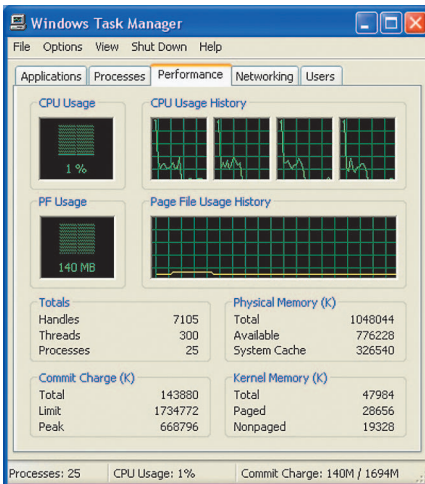 Windows Task Manager
File Options View Shut Down Help
Applications Processes Performance Networking Users
CPU Usage CPU Usage History
1 %
PF Usage Page File Usage History
140 MB
Totals Physical Memory (K)
Handles 7105 Total 1048044
Threads 300 Available 776228
Processes 25 System Cache 326540
Commit Charge (K) Kernel Memory (K)
Total 143880 Total 47984
Limit 1734772 Paged 28656
Peak 668796 Nonpaged 19328
Processes: 25 CPU Usage: 1% Commit Charge: 140M / 1694M